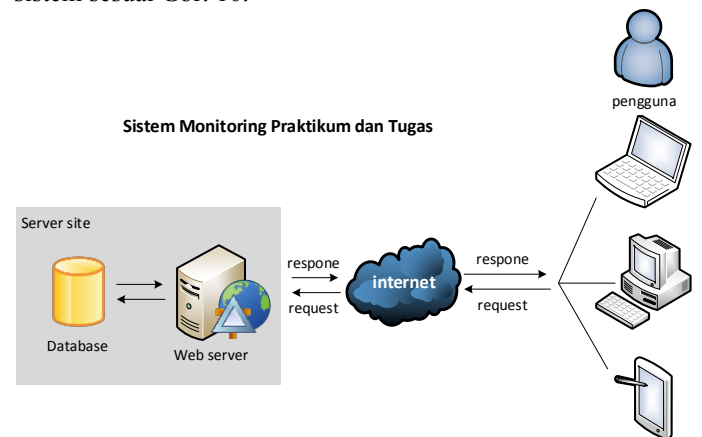 sistem sesuai Gbr. 10.
pengguna
Sistem Monitoring Praktikum dan Tugas
Server site
respone
request
internet
respone
request
Database
Web server